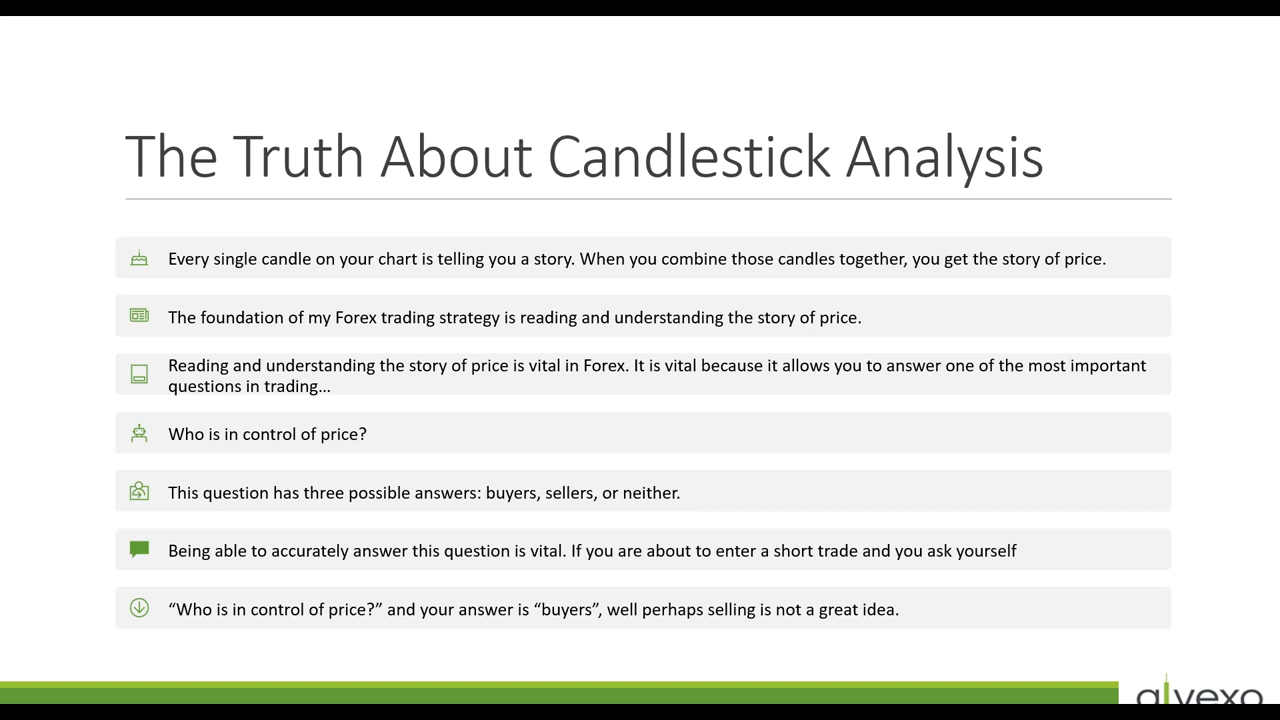 The Truth About Candlestick Analysis
Every single candle on your chart is telling you a story. When you combine those candles together, you get the story of price.
The foundation of my Forex trading strategy is reading and understanding the story of price.
Reading and understanding the story of price is vital in Forex. It is vital because it allows you to answer one of the most important
questions in trading…
Who is in control of price?
This question has three possible answers: buyers, sellers, or neither.
Being able to accurately answer this question is vital. If you are about to enter a short trade and you ask yourself
“Who is in control of price?” and your answer is “buyers”, well perhaps selling is not a great idea.
alvexo